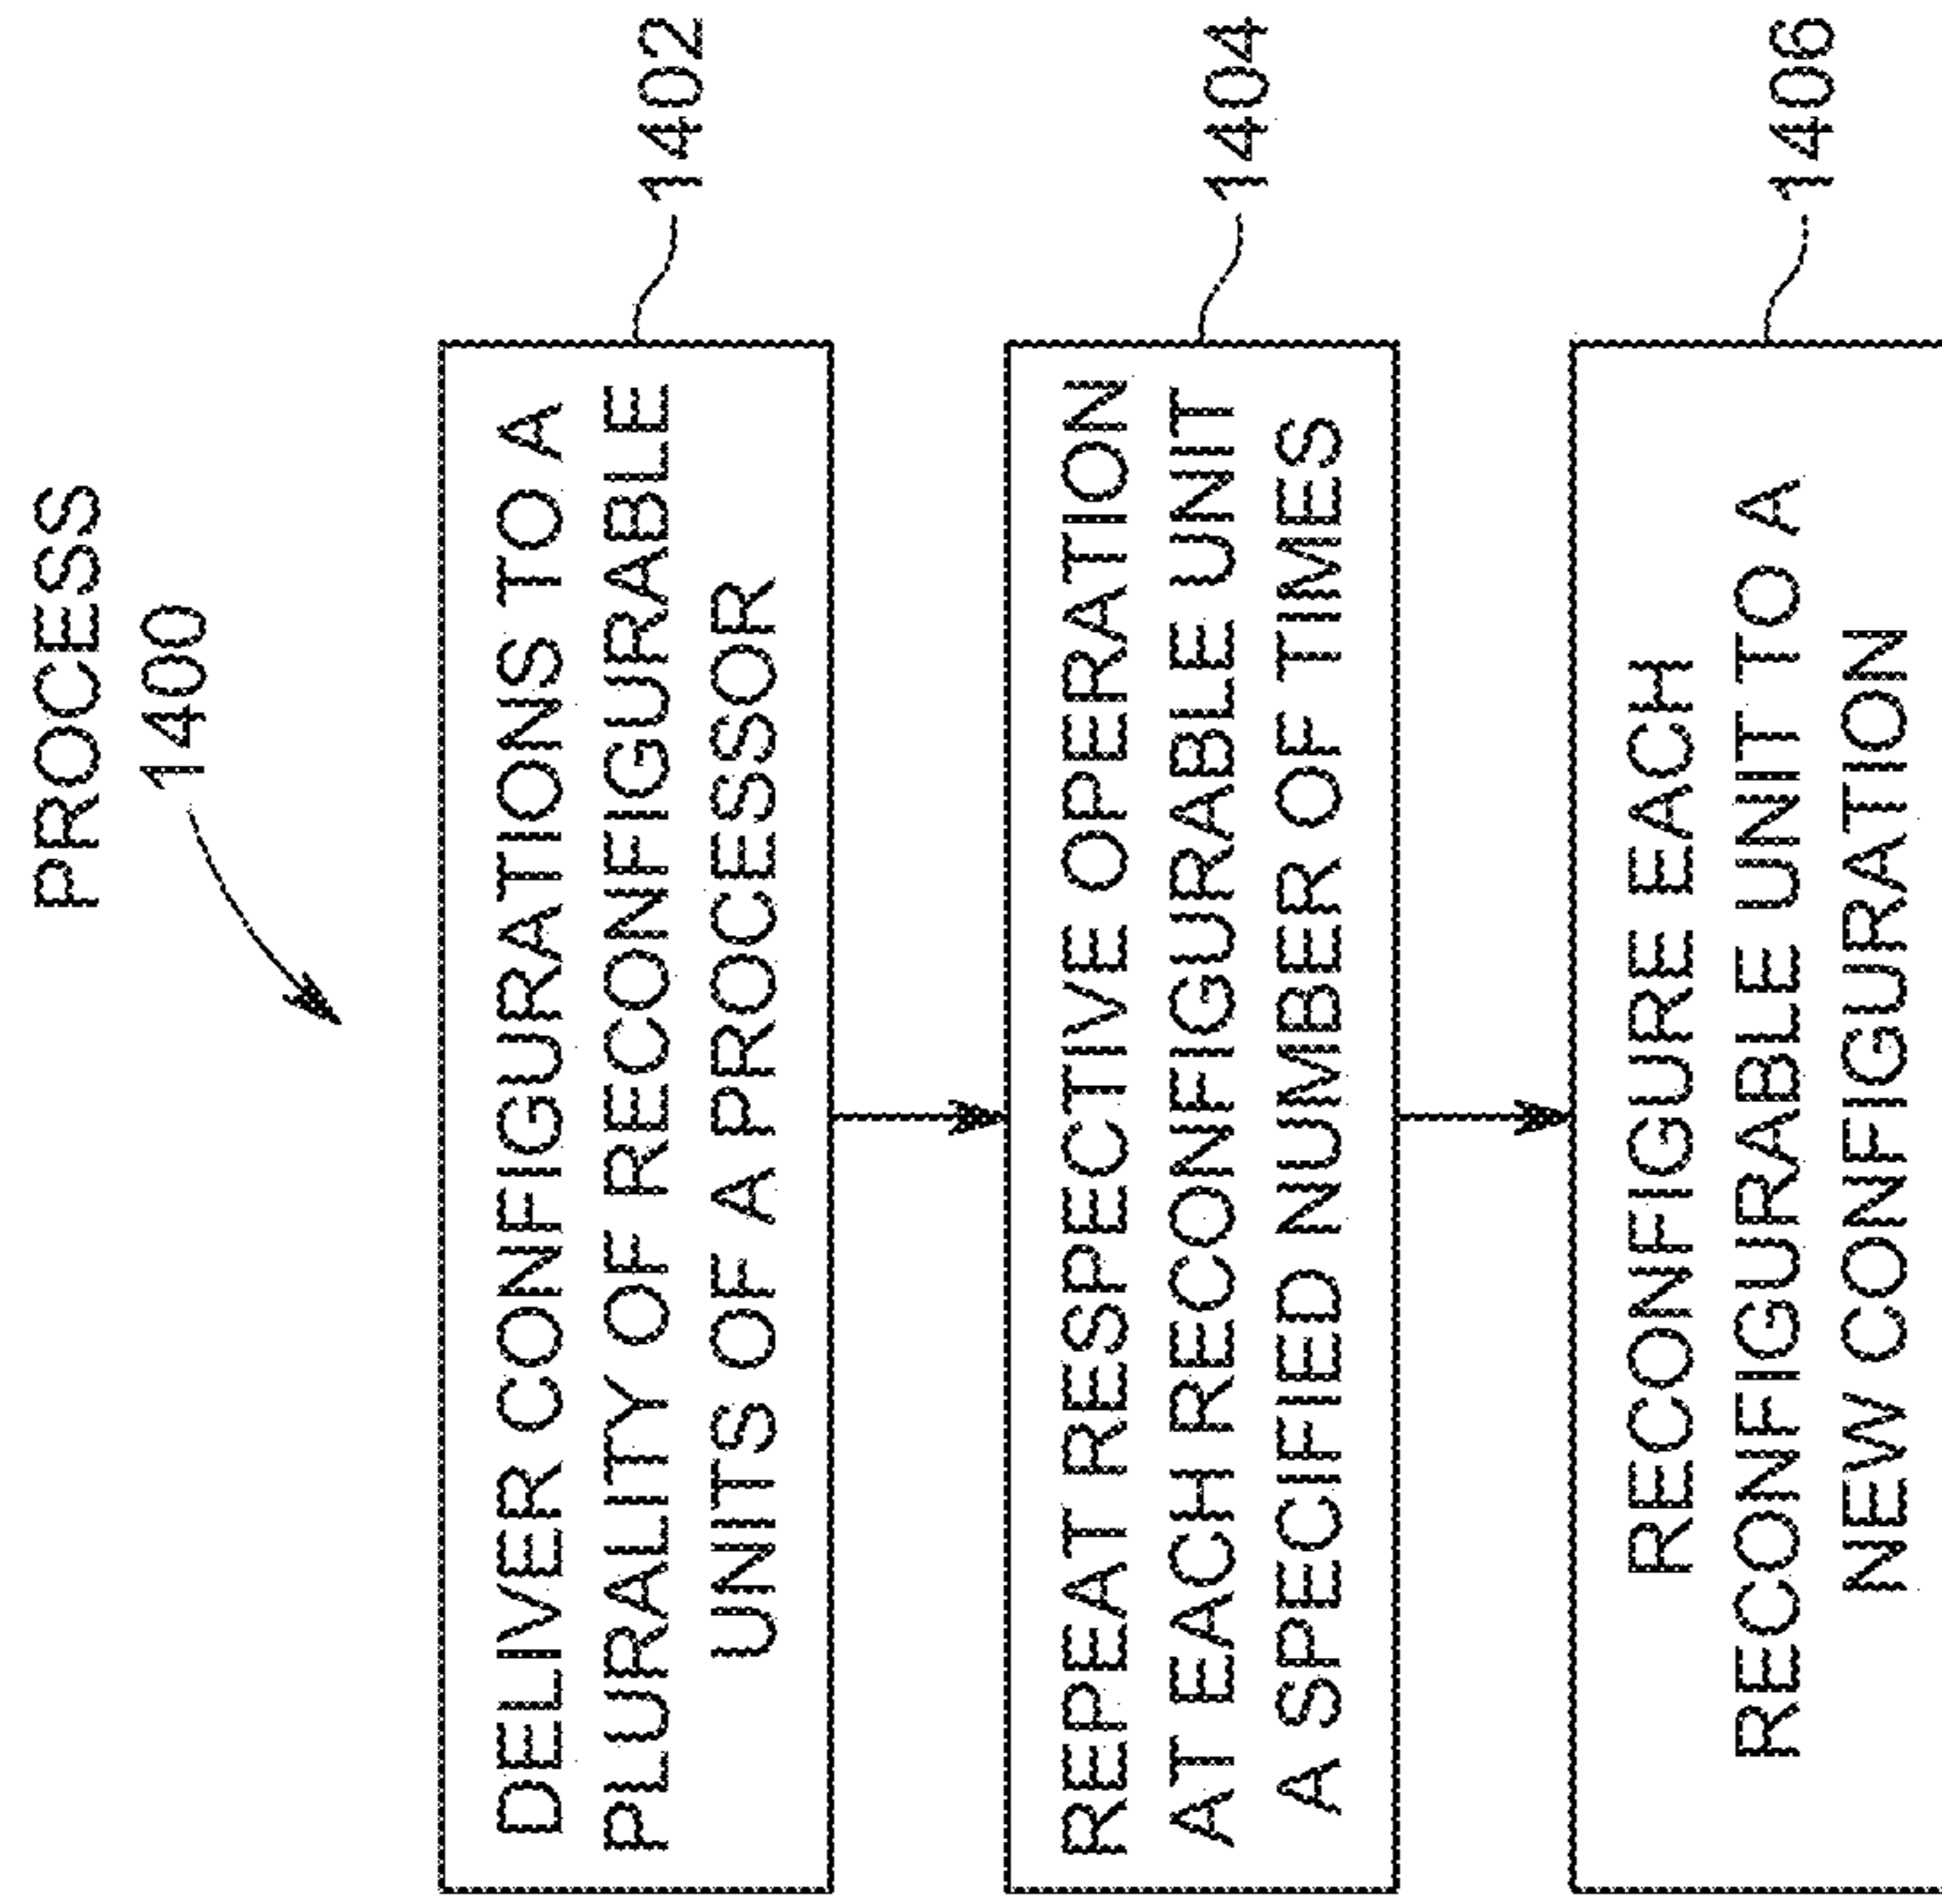 PROCESS
1400
DELIVER CONFIGURATIONS TO A
PLURALITY OF RECONFIGURABLE
UNITS OF A PROCESSOR
1402
REPEAT RESPECTIVE OPERATION
AT EACH RECONFIGURABLE UNIT
A SPECIFIED NUMBER OF TIMES
1404
RECONFIGURE EACH
RECONFIGURABLE UNIT TO A
NEW CONFIGURATION
1406